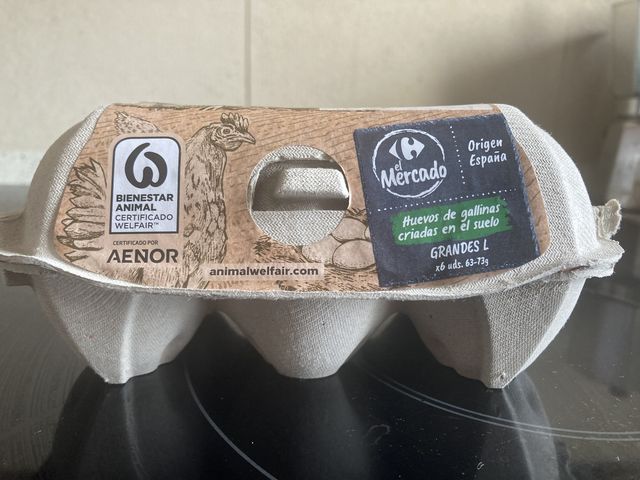 BIENESTAR
ANIMAL
CERTIFICADO
WELFAIR™
CERTIFICADO POR
AENOR
animalwelfair.com
el
Mercado
Origen
España
Huevos de gallinas
criadas en el suelo
GRANDES L
x6 uds. 63-73g